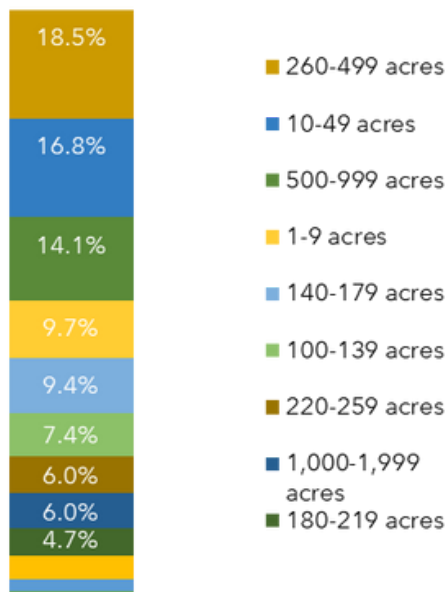 18.5%
16.8%
14.1%
9.7%
9.4%
7.4%
6.0%
6.0%
4.7%
260-499 acres
10-49 acres
500-999 acres
1-9 acres
140-179 acres
100-139 acres
220-259 acres
1,000-1,999
acres
180-219 acres